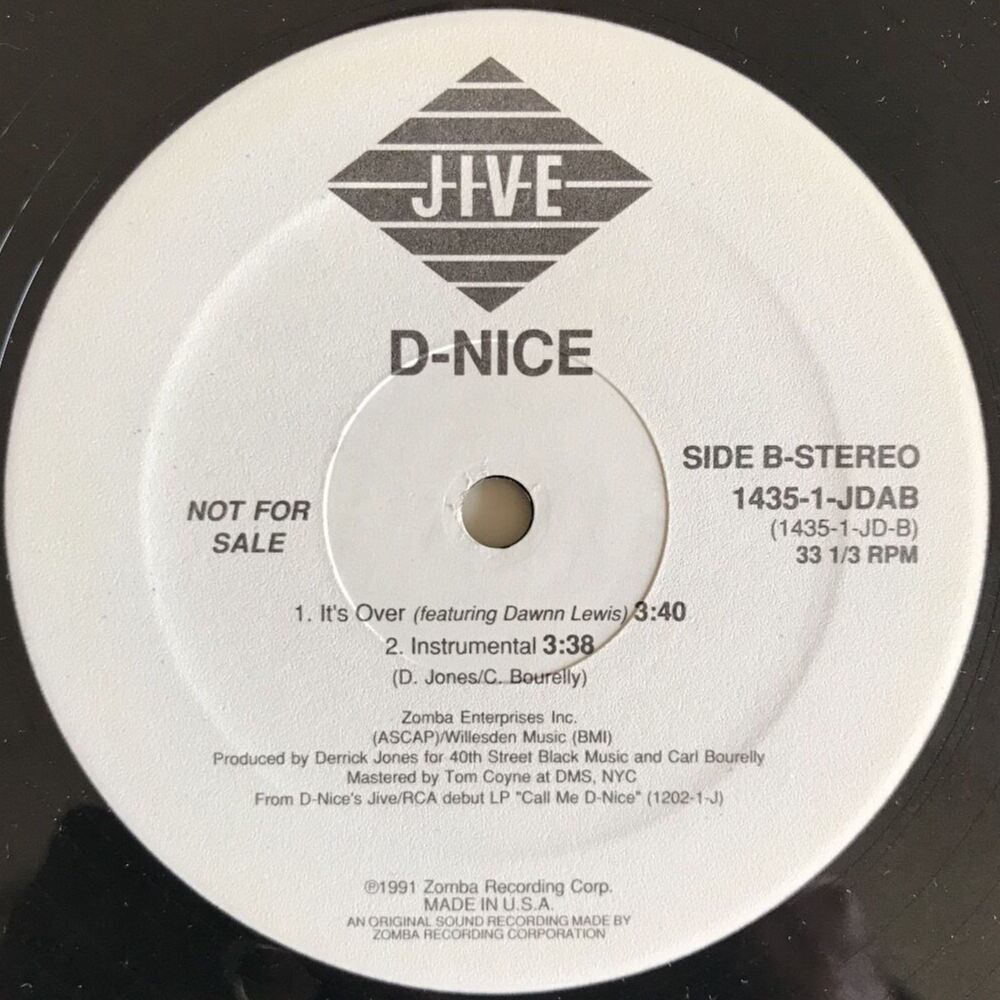 JIVE
D-NICE
NOT FOR
SALE
SIDE B-STEREO
1435-1-JDAB
(1435-1-JD-B)
33 1/3 RPM
1. It's Over (featuring Dawnn Lewis) 3:40
2. Instrumental 3:38
(D. Jones/C. Bourelly)
Zomba Enterprises Inc.
(ASCAP)/Willesden Music (BMI)
Produced by Derrick Jones for 40th Street Black Music and Carl Bourelly
Mastered by Tom Coyne at DMS, NYC
From D-Nice's Jive/RCA debut LP "Call Me D-Nice" (1202-1-J)
℗1991 Zomba Recording Corp.
MADE IN U.S.A.
AN ORIGINAL SOUND RECORDING MADE BY
ZOMBA RECORDING CORPORATION